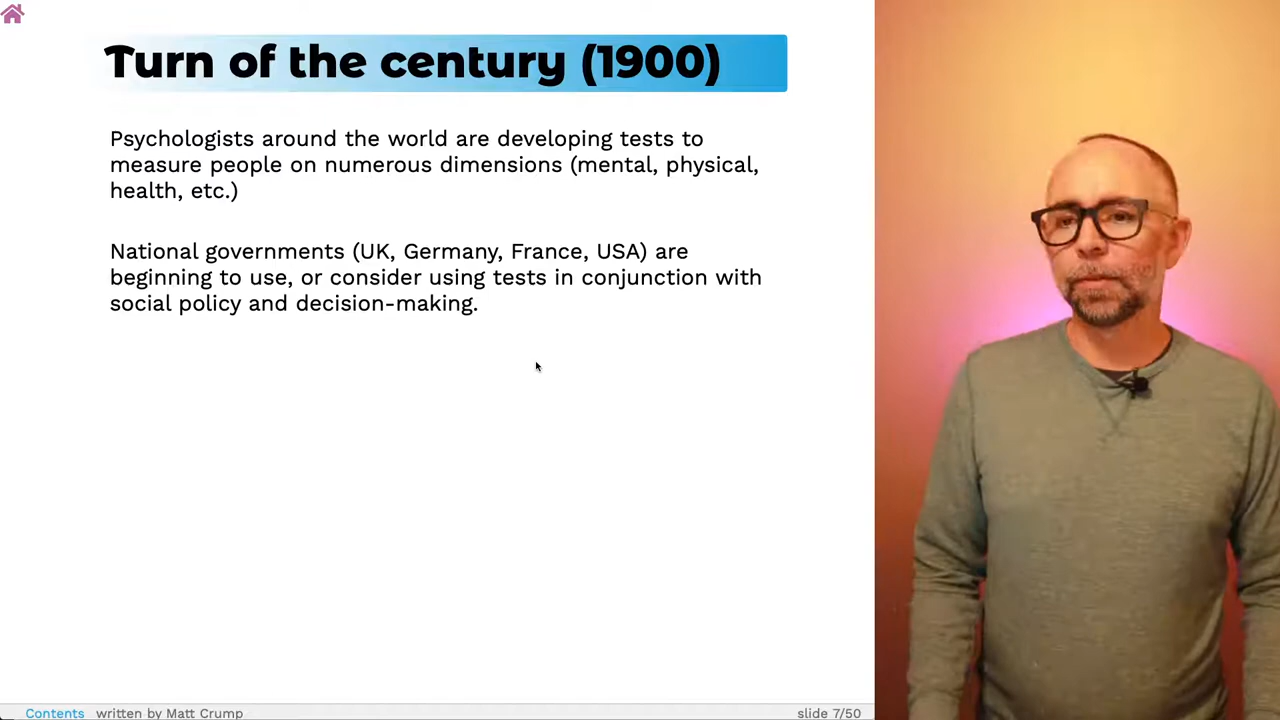 Turn of the century (1900)
Psychologists around the world are developing tests to
measure people on numerous dimensions (mental, physical,
health, etc.)
National governments (UK, Germany, France, USA) are
beginning to use, or consider using tests in conjunction with
social policy and decision-making.
Contents written by Matt Crump
slide 7/50